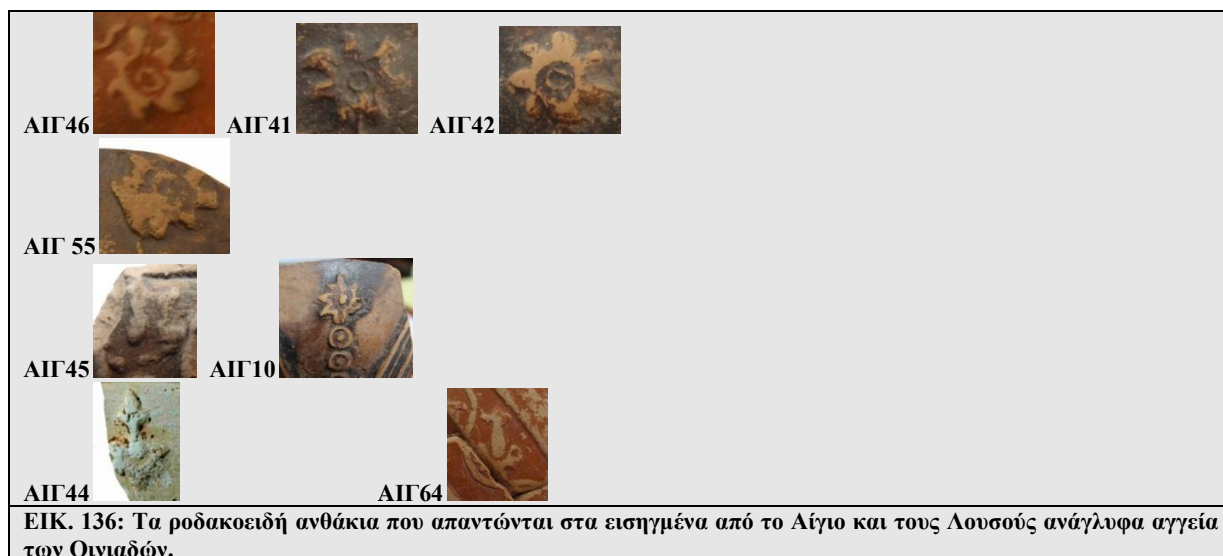 ΑΙΓ46 ΑΙΓ41 ΑΙΓ42
ΑΙΓ 55
ΑΙΓ45 ΑΙΓ10
ΑΙΓ44 ΑΙΓ64
ΕΙΚ. 136: Τα ροδακοειδή ανθάκια που απαντώνται στα εισηγμένα από το Αίγιο και τους Λουσούς ανάγλυφα αγγεία
των Οινιαδών.